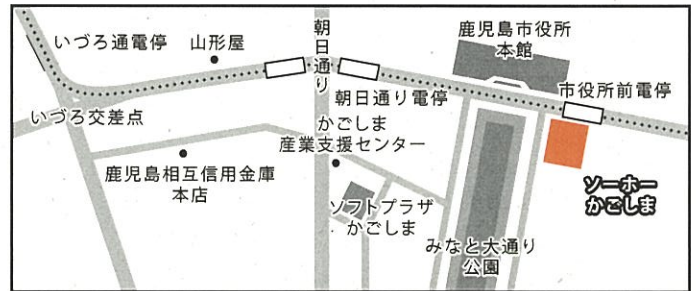 いづろ通電停
山形屋
朝日通り
鹿児島市役所
本館
市役所前電停
朝日通り電停
いづろ交差点
かごしま
産業支援センター
鹿児島相互信用金庫
本店
ソフトプラザ
かごしま
ソーホー
かごしま
みなと大通り
公園